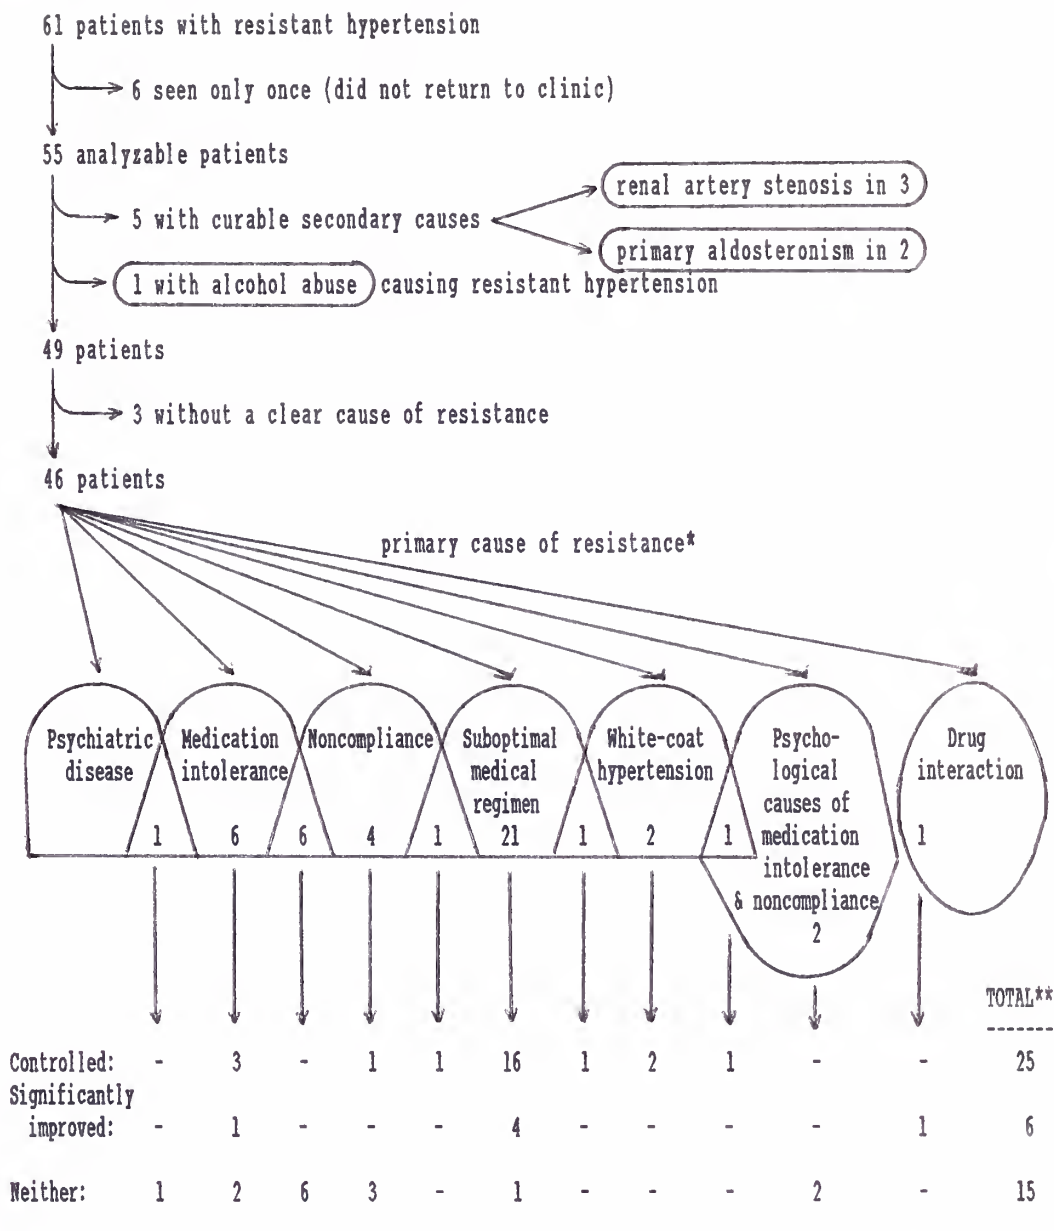 61 patients with resistant hypertension
6 seen only once (did not return to clinic)
55 analyzable patients
renal artery stenosis in 3
5 with curable secondary causes
primary aldosteronism in 2
1 with alcohol abuse causing resistant hypertension
49 patients
3 without a clear cause of resistance
46 patients
primary cause of resistance*
Psychiatric disease
Medication intolerance
Noncompliance
Suboptimal medical regimen
White-coat hypertension
Psycho-
logical
causes of
medication
intolerance
& noncompliance
2
Drug
interaction
1 6 6 4 1 21 1 2 1 1
TOTAL**
------
Controlled: - 3 - 1 1 16 1 2 1 - - 25
Significantly
improved: - 1 - - - 4 - - - - 1 6
Neither: 1 2 6 3 - 1 - - - 2 - 15